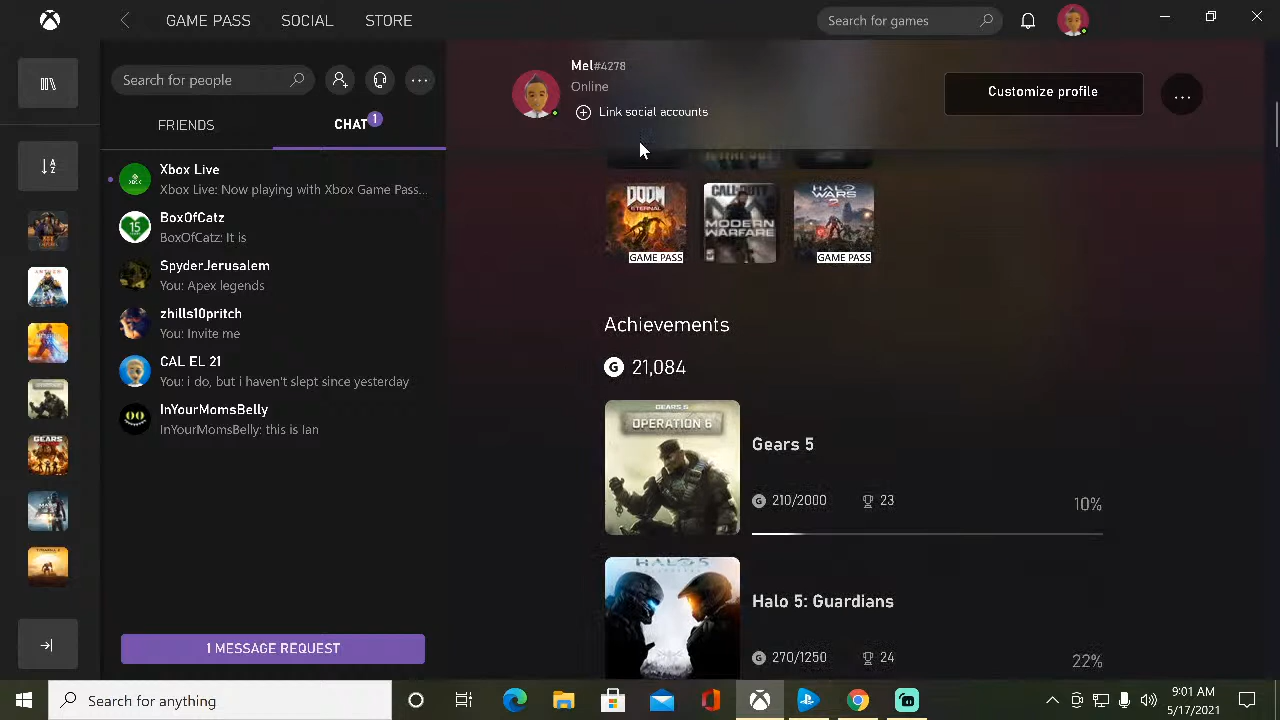 GAME PASS
SOCIAL
STORE
Search for games
Search for people
FRIENDS
CHAT 1
Xbox Live
Xbox Live: Now playing with Xbox Game Pass...
15
BoxOfCatz
BoxOfCatz: It is
SpyderJerusalem
You: Apex legends
zhills10pritch
You: Invite me
CAL EL 21
You: i do, but i haven't slept since yesterday
InYourMomsBelly
InYourMomsBelly: this is Ian
1 MESSAGE REQUEST
Mel#4278
Online
Link social accounts
Customize profile
DOOM
ETERNAL
GAME PASS
CALL OF DUTY
MODERN
WARFARE
HALO
WARS 2
GAME PASS
Achievements
G 21,084
GEARS 5
OPERATION 6
Gears 5
G 210/2000
23
10%
HALO 5
Halo 5: Guardians
G 270/1250
24
22%
Search for anything
9:01 AM
5/17/2021